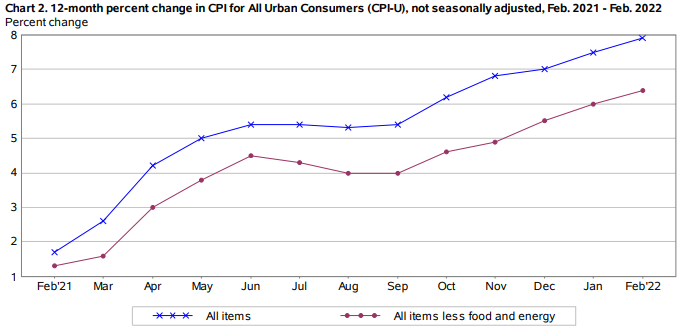 Chart 2. 12-month percent change in CPI for All Urban Consumers (CPI-U), not seasonally adjusted, Feb. 2021 - Feb. 2022
Percent change
8
7
6
5
4
3
2
1
Feb'21 Mar Apr May Jun Jul Aug Sep Oct Nov Dec Jan Feb'22
All items All items less food and energy